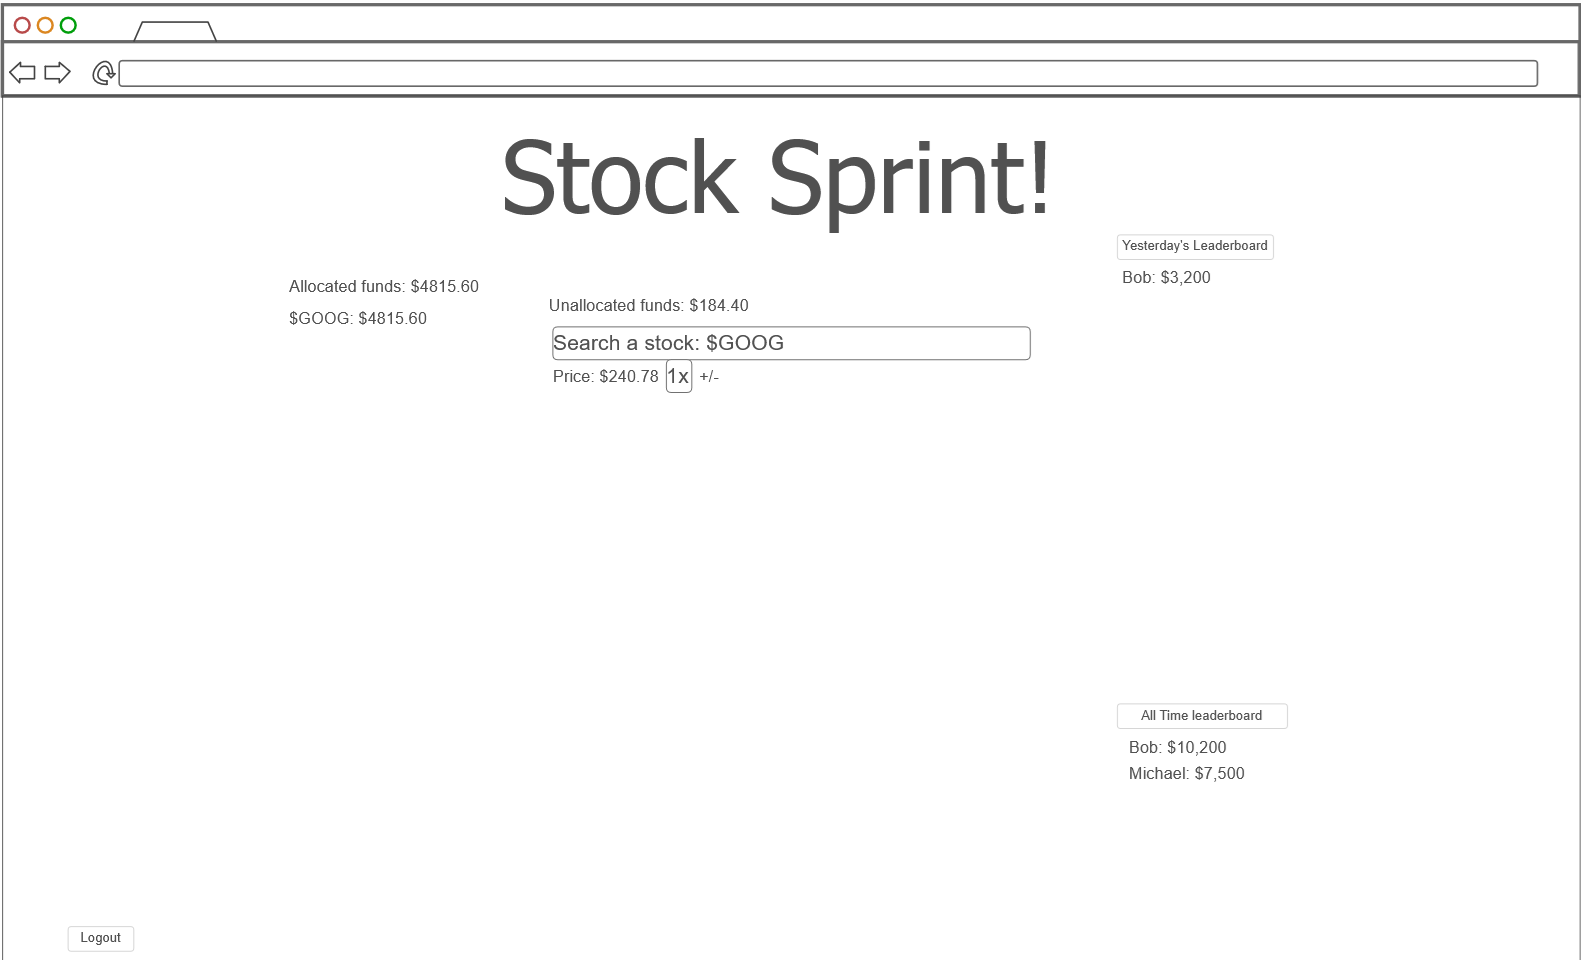 Stock Sprint!
Yesterday's Leaderboard
Bob: $3,200
Allocated funds: $4815.60
$GOOG: $4815.60
Unallocated funds: $184.40
Search a stock: $GOOG
Price: $240.78 1x +/-
All Time leaderboard
Bob: $10,200
Michael: $7,500
Logout